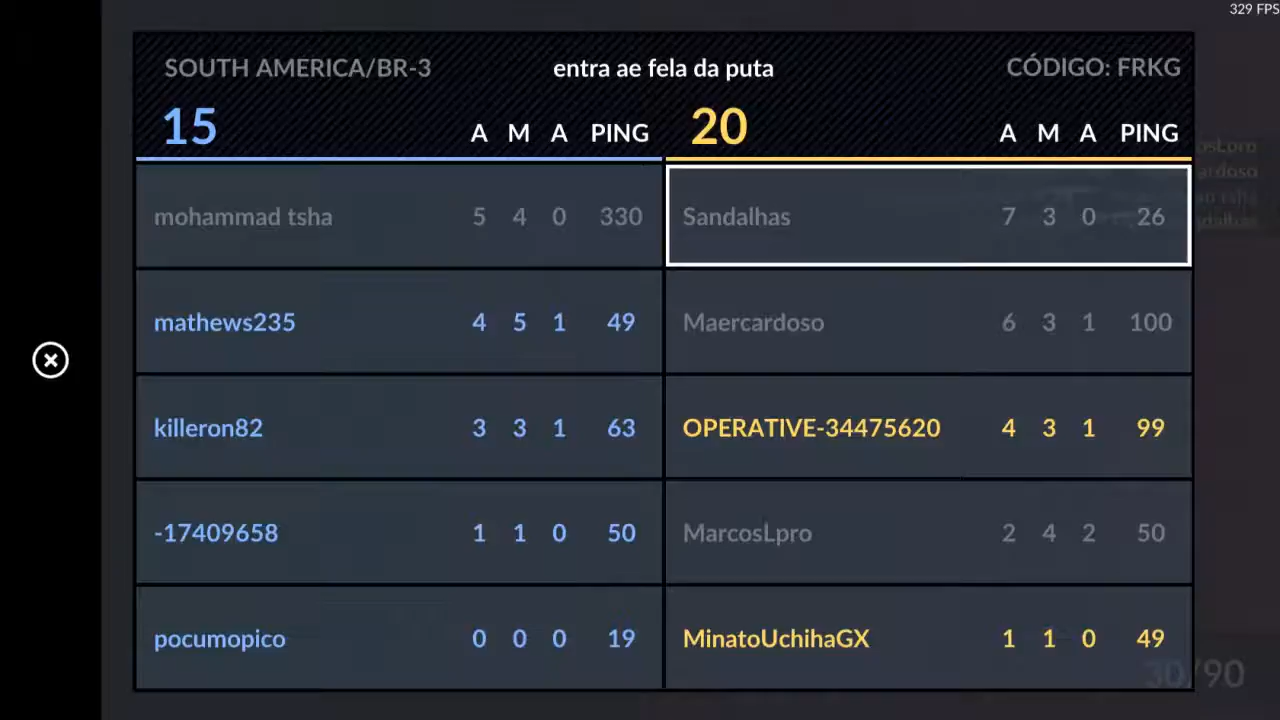 329 FPS
SOUTH AMERICA/BR-3 entra ae fela da puta CÓDIGO: FRKG
15 A M A PING 20 A M A PING
mohammad tsha 5 4 0 330 Sandalhas 7 3 0 26
mathews235 4 5 1 49 Maercardoso 6 3 1 100
killeron82 3 3 1 63 OPERATIVE-34475620 4 3 1 99
-17409658 1 1 0 50 MarcosLpro 2 4 2 50
pocumopico 0 0 0 19 MinatoUchihaGX 1 1 0 49
30/90